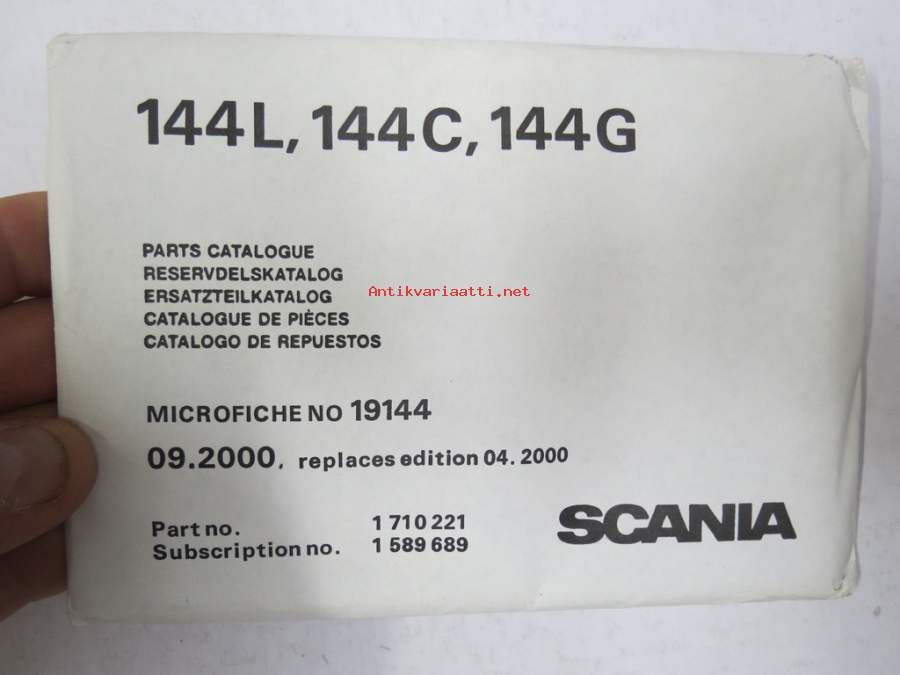 144L, 144C, 144G
PARTS CATALOGUE
RESERVDELSKATALOG
ERSATZTEILKATALOG
CATALOGUE DE PIÈCES
CATALOGO DE REPUESTOS
Antikvariaatti.net
MICROFICHE NO 19144
09.2000, replaces edition 04. 2000
Part no. 1 710 221
Subscription no. 1 589 689
SCANIA